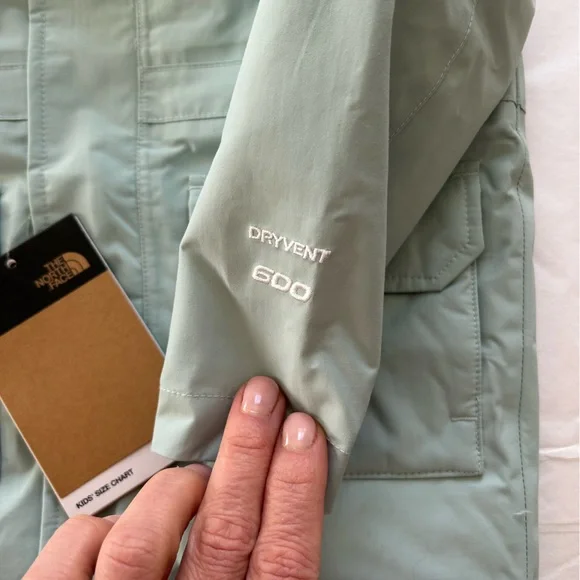 DRYVENT
600
THE
NORTH
FACE
KIDS' SIZE CHART